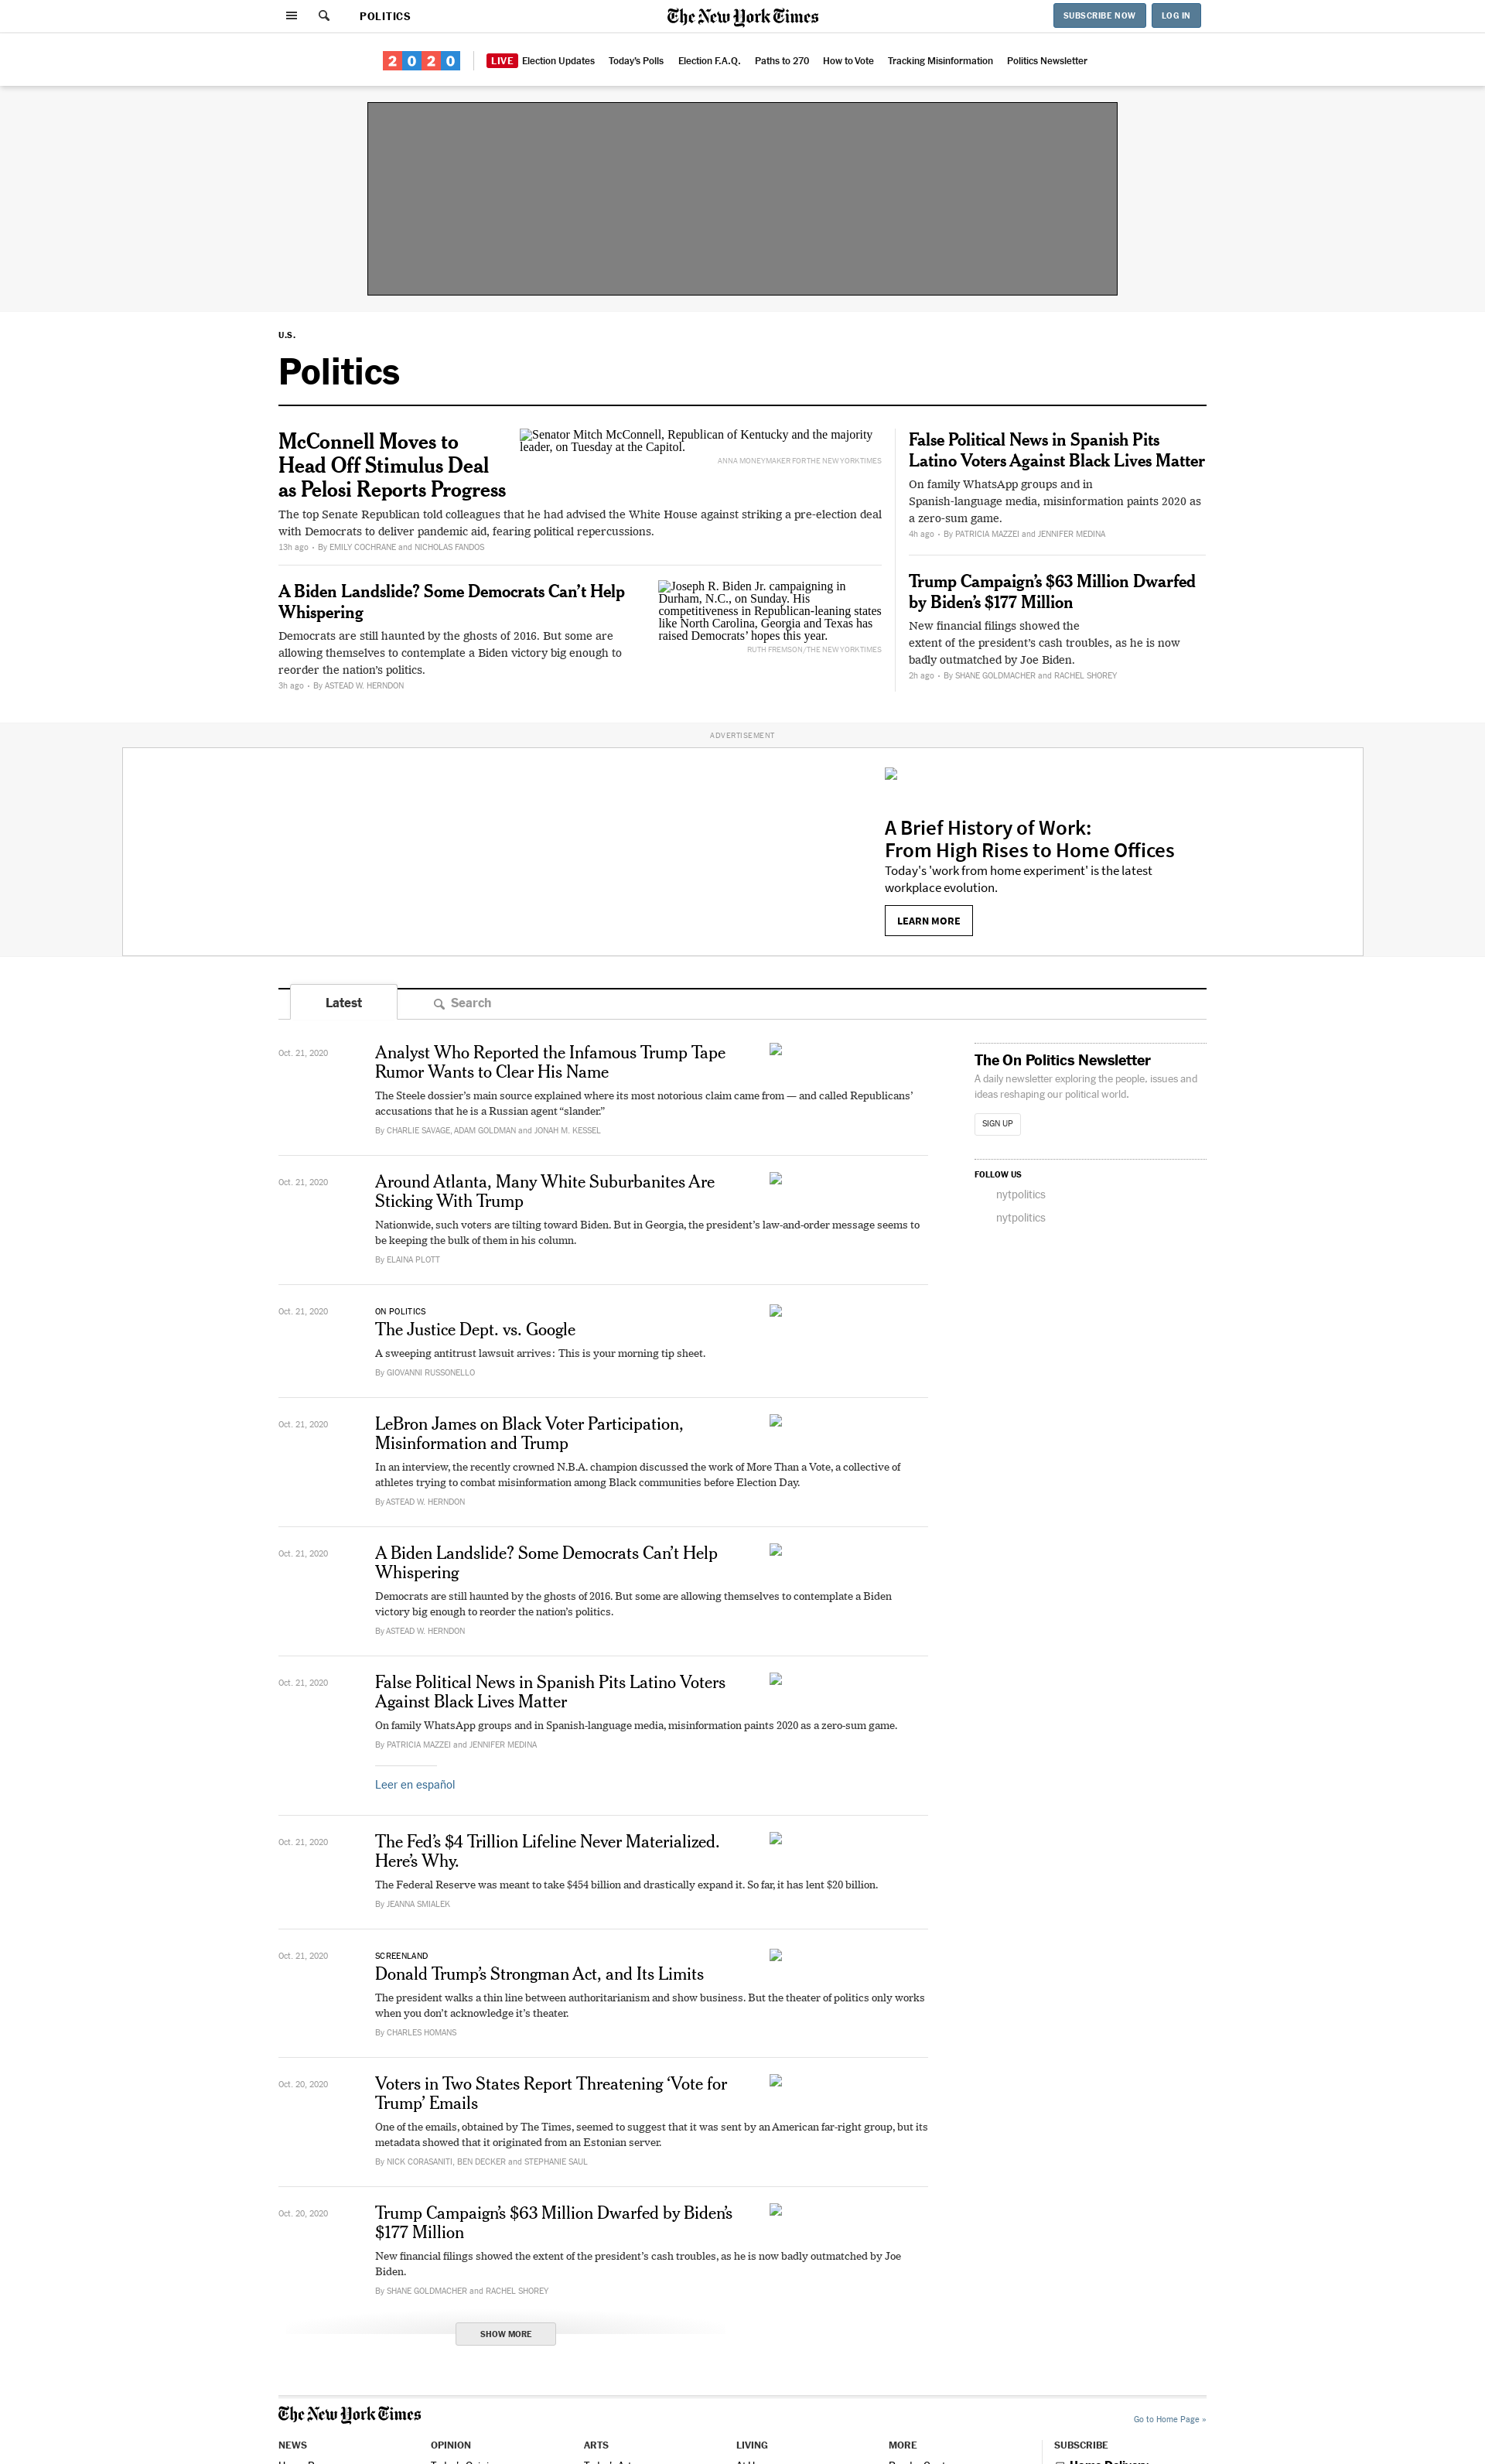 POLITICS
The New York Times
SUBSCRIBE NOW
LOG IN
2020
LIVE Election Updates
Today's Polls
Election F.A.Q.
Paths to 270
How to Vote
Tracking Misinformation
Politics Newsletter
U.S.
Politics
McConnell Moves to
Head Off Stimulus Deal
as Pelosi Reports Progress
Senator Mitch McConnell, Republican of Kentucky and the majority
leader, on Tuesday at the Capitol.
ANNA MONEYMAKER FOR THE NEW YORK TIMES
The top Senate Republican told colleagues that he had advised the White House against striking a pre-election deal
with Democrats to deliver pandemic aid, fearing political repercussions.
13h ago • By EMILY COCHRANE and NICHOLAS FANDOS
A Biden Landslide? Some Democrats Can’t Help
Whispering
Democrats are still haunted by the ghosts of 2016. But some are
allowing themselves to contemplate a Biden victory big enough to
reorder the nation’s politics.
3h ago • By ASTEAD W. HERNDON
Joseph R. Biden Jr. campaigning in
Durham, N.C., on Sunday. His
competitiveness in Republican-leaning states
like North Carolina, Georgia and Texas has
raised Democrats’ hopes this year.
RUTH FREMSON/THE NEW YORK TIMES
False Political News in Spanish Pits
Latino Voters Against Black Lives Matter
On family WhatsApp groups and in
Spanish-language media, misinformation paints 2020 as
a zero-sum game.
4h ago • By PATRICIA MAZZEI and JENNIFER MEDINA
Trump Campaign’s $63 Million Dwarfed
by Biden’s $177 Million
New financial filings showed the
extent of the president’s cash troubles, as he is now
badly outmatched by Joe Biden.
2h ago • By SHANE GOLDMACHER and RACHEL SHOREY
ADVERTISEMENT
A Brief History of Work:
From High Rises to Home Offices
Today's 'work from home experiment' is the latest
workplace evolution.
LEARN MORE
Latest
Search
Oct. 21, 2020
Analyst Who Reported the Infamous Trump Tape
Rumor Wants to Clear His Name
The Steele dossier’s main source explained where its most notorious claim came from — and called Republicans’
accusations that he is a Russian agent “slander.”
By CHARLIE SAVAGE, ADAM GOLDMAN and JONAH M. KESSEL
Oct. 21, 2020
Around Atlanta, Many White Suburbanites Are
Sticking With Trump
Nationwide, such voters are tilting toward Biden. But in Georgia, the president’s law-and-order message seems to
be keeping the bulk of them in his column.
By ELAINA PLOTT
Oct. 21, 2020
ON POLITICS
The Justice Dept. vs. Google
A sweeping antitrust lawsuit arrives: This is your morning tip sheet.
By GIOVANNI RUSSONELLO
Oct. 21, 2020
LeBron James on Black Voter Participation,
Misinformation and Trump
In an interview, the recently crowned N.B.A. champion discussed the work of More Than a Vote, a collective of
athletes trying to combat misinformation among Black communities before Election Day.
By ASTEAD W. HERNDON
Oct. 21, 2020
A Biden Landslide? Some Democrats Can’t Help
Whispering
Democrats are still haunted by the ghosts of 2016. But some are allowing themselves to contemplate a Biden
victory big enough to reorder the nation’s politics.
By ASTEAD W. HERNDON
Oct. 21, 2020
False Political News in Spanish Pits Latino Voters
Against Black Lives Matter
On family WhatsApp groups and in Spanish-language media, misinformation paints 2020 as a zero-sum game.
By PATRICIA MAZZEI and JENNIFER MEDINA
Leer en español
Oct. 21, 2020
The Fed’s $4 Trillion Lifeline Never Materialized.
Here’s Why.
The Federal Reserve was meant to take $454 billion and drastically expand it. So far, it has lent $20 billion.
By JEANNA SMIALEK
Oct. 21, 2020
SCREENLAND
Donald Trump’s Strongman Act, and Its Limits
The president walks a thin line between authoritarianism and show business. But the theater of politics only works
when you don’t acknowledge it’s theater.
By CHARLES HOMANS
Oct. 20, 2020
Voters in Two States Report Threatening ‘Vote for
Trump’ Emails
One of the emails, obtained by The Times, seemed to suggest that it was sent by an American far-right group, but its
metadata showed that it originated from an Estonian server.
By NICK CORASANITI, BEN DECKER and STEPHANIE SAUL
Oct. 20, 2020
Trump Campaign’s $63 Million Dwarfed by Biden’s
$177 Million
New financial filings showed the extent of the president’s cash troubles, as he is now badly outmatched by Joe
Biden.
By SHANE GOLDMACHER and RACHEL SHOREY
SHOW MORE
The On Politics Newsletter
A daily newsletter exploring the people, issues and
ideas reshaping our political world.
SIGN UP
FOLLOW US
nytpolitics
nytpolitics
The New York Times
Go to Home Page »
NEWS
OPINION
ARTS
LIVING
MORE
SUBSCRIBE